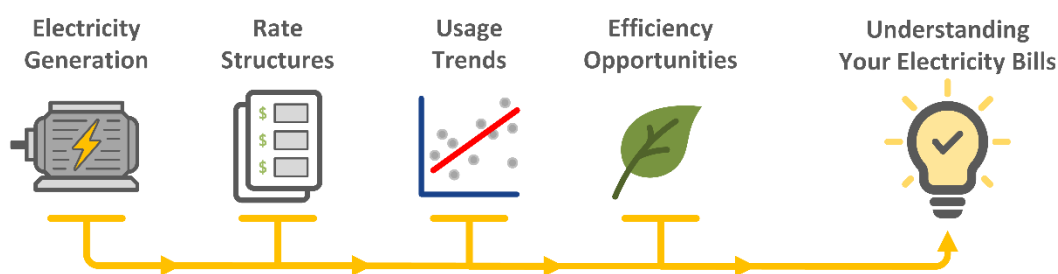 Electricity
Generation
Rate
Structures
Usage
Trends
Efficiency
Opportunities
Understanding
Your Electricity Bills
$
$
$